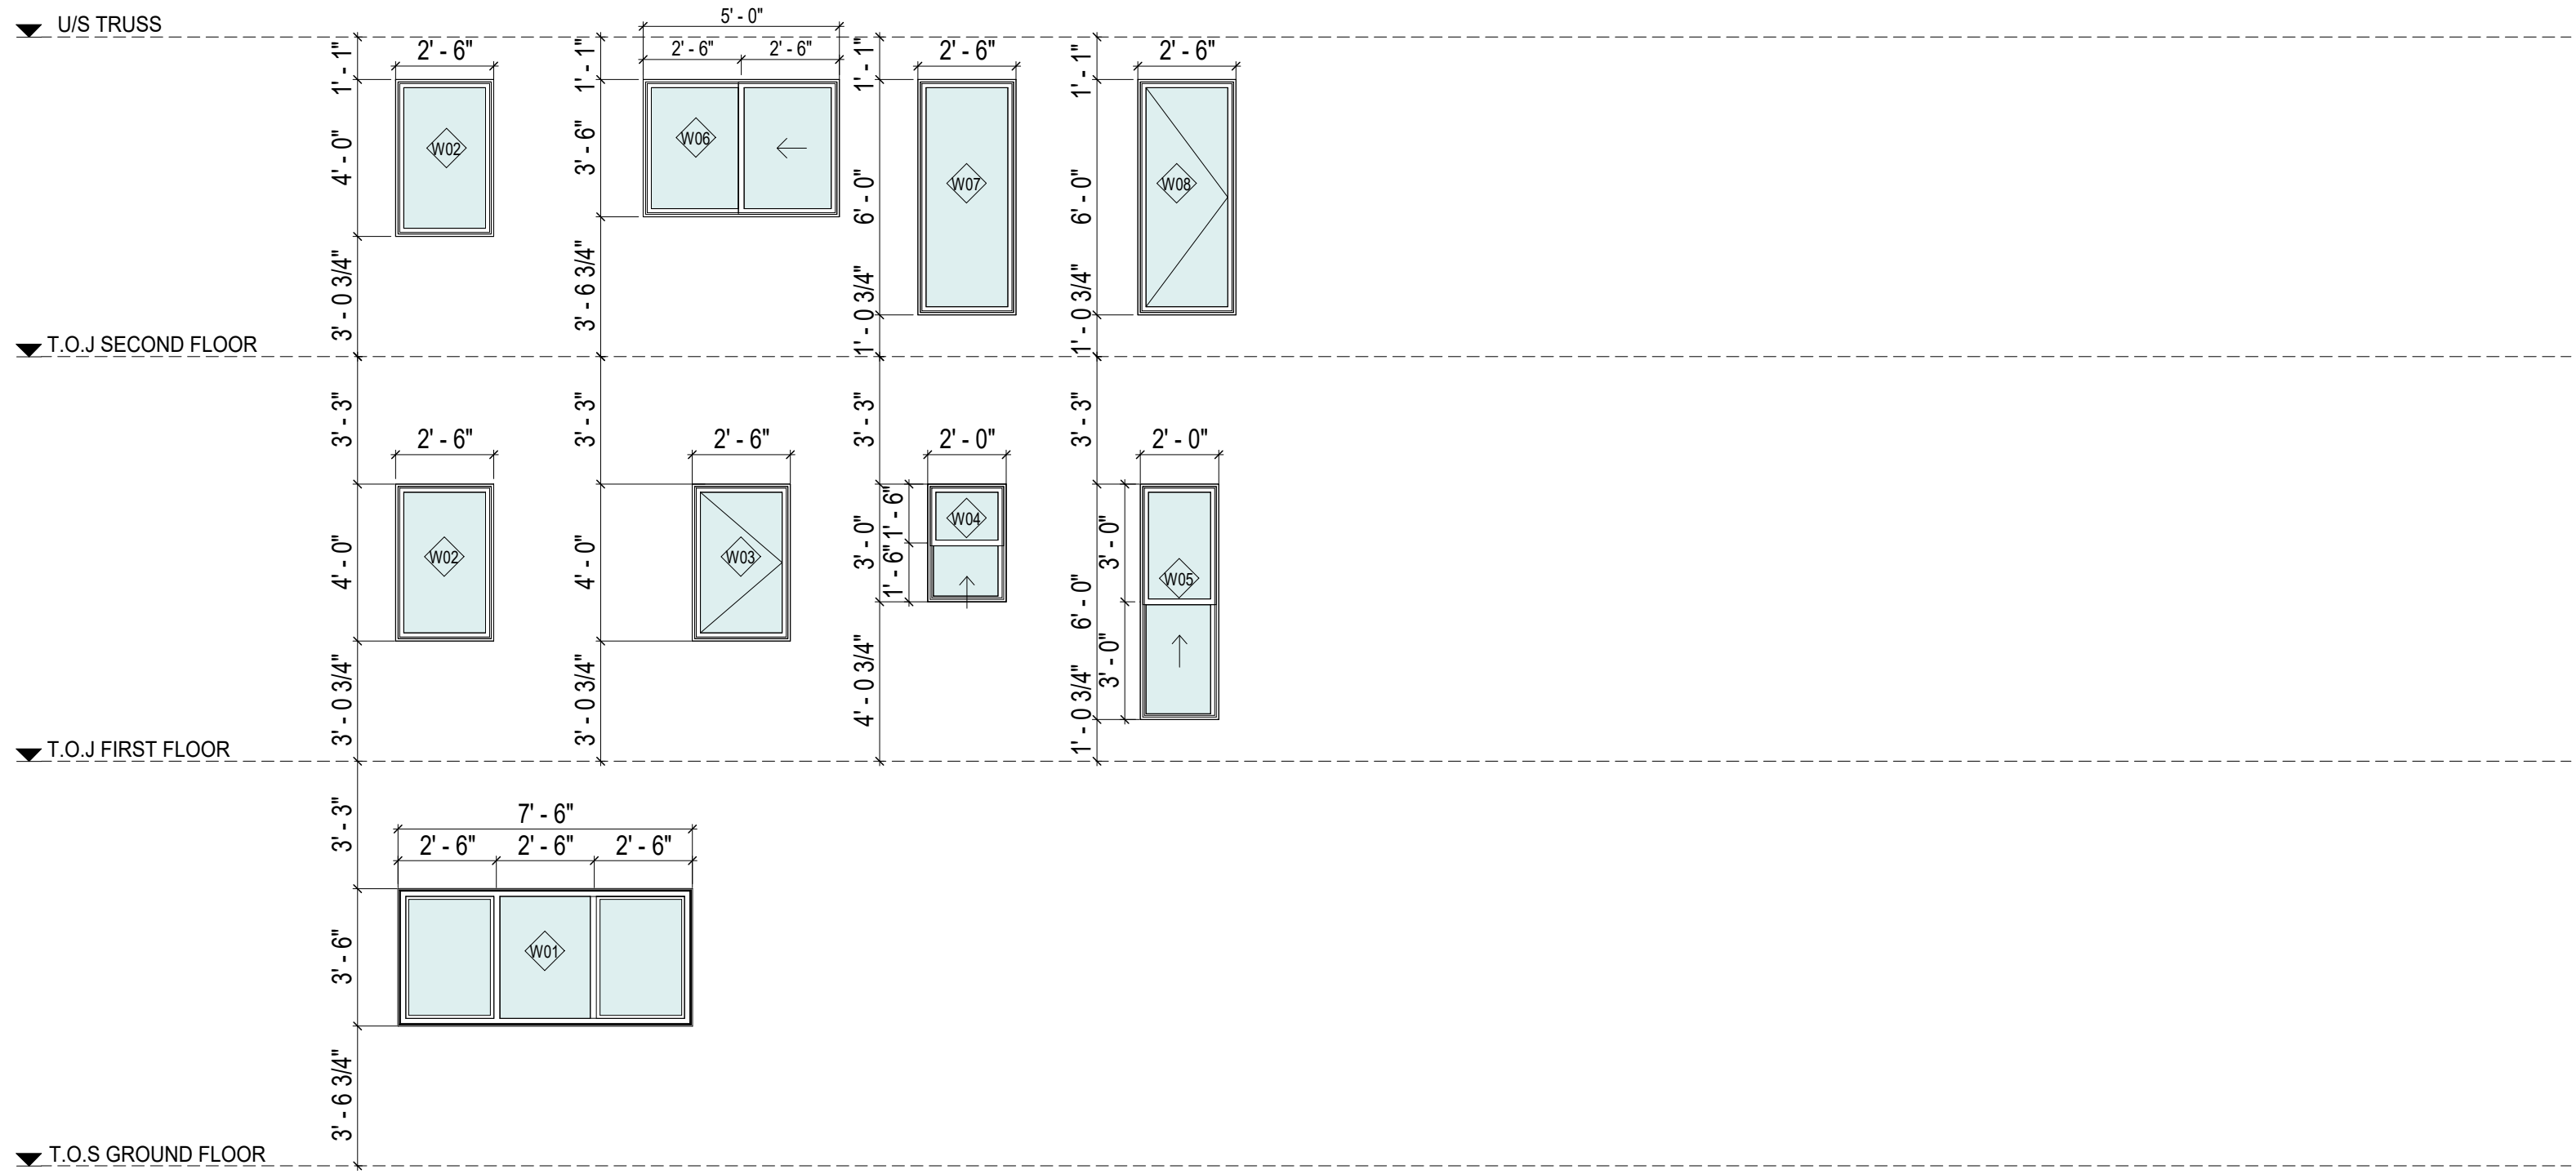 U/S TRUSS
5' - 0"
2' - 6"
2' - 6"
2' - 6"
2' - 6"
2' - 6"
1' - 1"
1' - 1"
1' - 1"
1' - 1"
4' - 0"
W02
3' - 6"
W06
6' - 0"
W07
6' - 0"
W08
3' - 0 3/4"
3' - 6 3/4"
1' - 0 3/4"
1' - 0 3/4"
T.O.J SECOND FLOOR
3' - 3"
3' - 3"
3' - 3"
3' - 3"
2' - 6"
2' - 6"
2' - 0"
2' - 0"
4' - 0"
W02
4' - 0"
W03
3' - 0"
1' - 6"
1' - 6"
W04
6' - 0"
3' - 0"
3' - 0"
W05
3' - 0 3/4"
3' - 0 3/4"
4' - 0 3/4"
1' - 0 3/4"
T.O.J FIRST FLOOR
3' - 3"
7' - 6"
2' - 6"
2' - 6"
2' - 6"
3' - 6"
W01
3' - 6 3/4"
T.O.S GROUND FLOOR